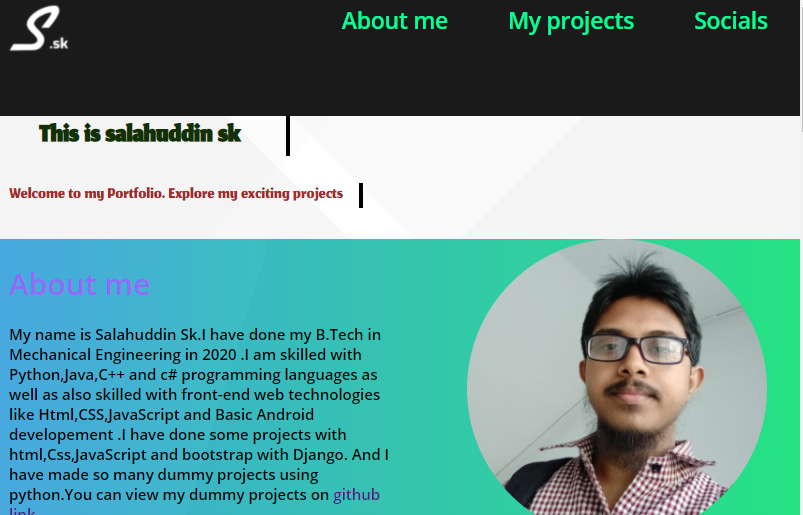 S.sk
About me My projects Socials
This is salahuddin sk
Welcome to my Portfolio. Explore my exciting projects
About me
My name is Salahuddin Sk.I have done my B.Tech in
Mechanical Engineering in 2020 .I am skilled with
Python,Java,C++ and c# programming languages as
well as also skilled with front-end web technologies
like Html,CSS,JavaScript and Basic Android
developement .I have done some projects with
html,Css,JavaScript and bootstrap with Django. And I
have made so many dummy projects using
python.You can view my dummy projects on github
link